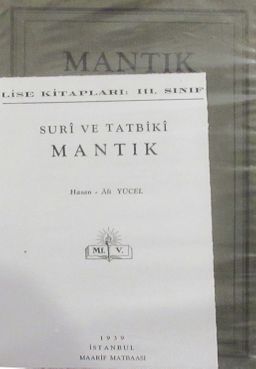 MANTIK
LİSE KİTAPLARI: III. SINIF
SURÎ VE TATBİKÎ
MANTIK
Hasan - Âli YÜCEL
Mf. V.
1939
İSTANBUL
MAARİF MATBAASI